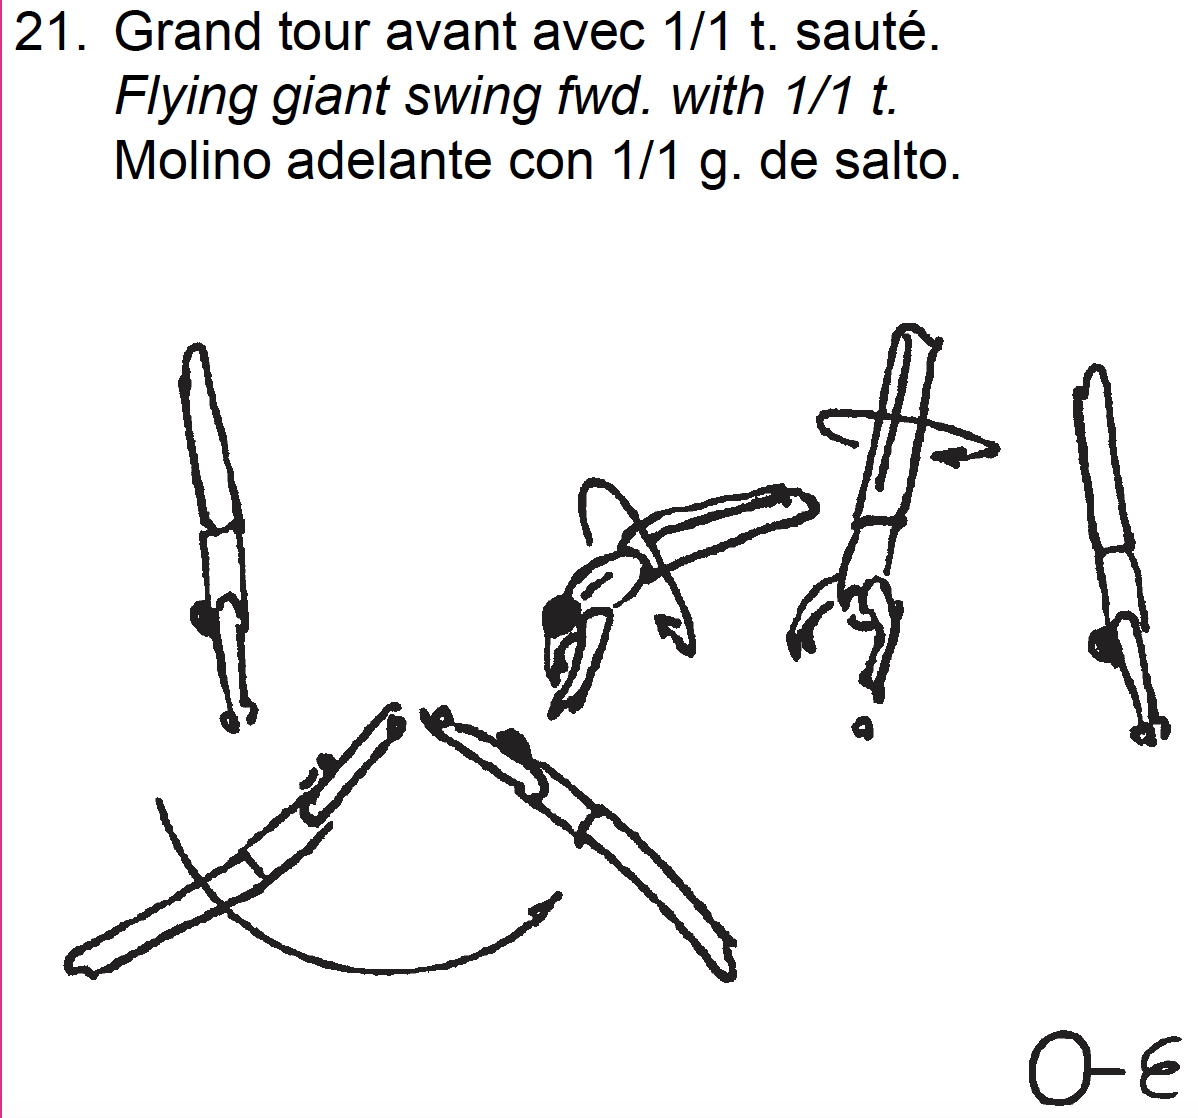 21. Grand tour avant avec 1/1 t. sauté.
Flying giant swing fwd. with 1/1 t.
Molino adelante con 1/1 g. de salto.